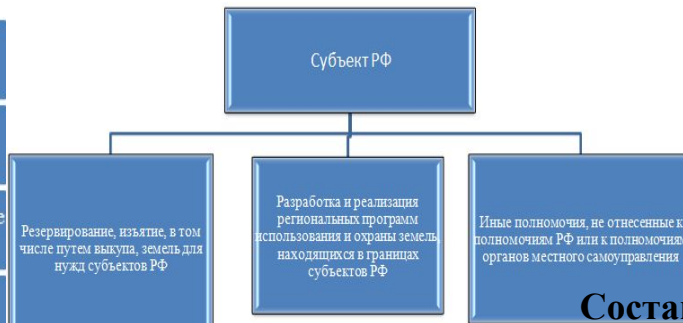 Субъект РФ
Резервирование, изъятие, в том
числе путем выкупа, земель для
нужд субъектов РФ
Разработка и реализация
региональных программ
использования и охраны земель,
находящихся в границах
субъектов РФ
Иные полномочия, не отнесенные к
полномочиям РФ или к полномочиям
органов местного самоуправления